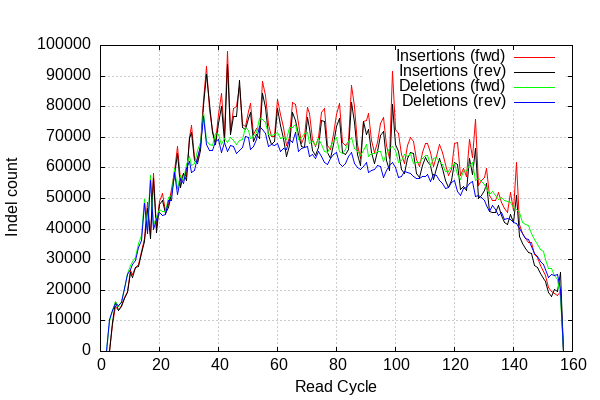 100000
90000
80000
70000
60000
50000
40000
30000
20000
10000
0
Indel count
Insertions (fwd)
Insertions (rev)
Deletions (fwd)
Deletions (rev)
0 20 40 60 80 100 120 140 160
Read Cycle